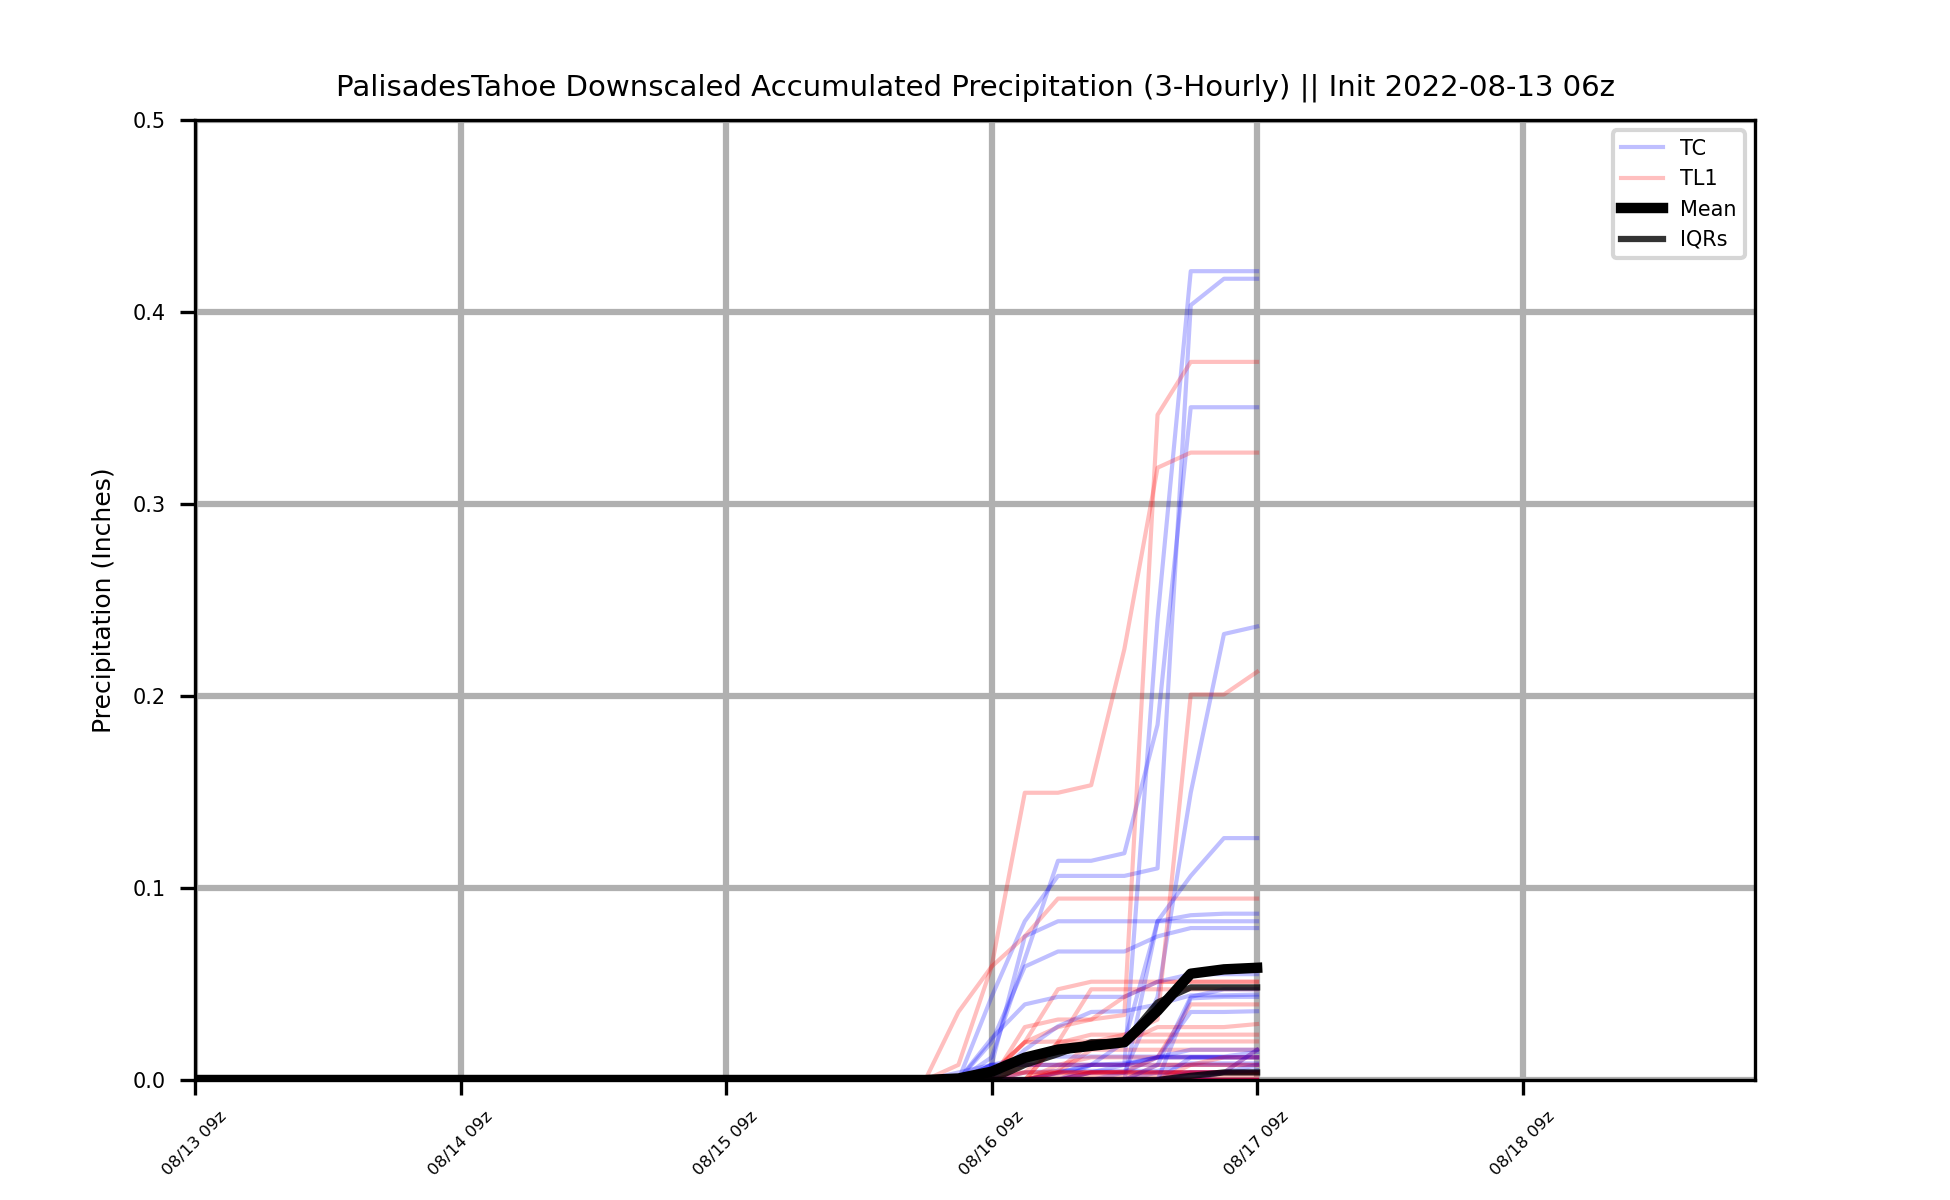 PalisadesTahoe Downscaled Accumulated Precipitation (3-Hourly) || Init 2022-08-13 06z
TC
TL1
Mean
IQRs
Precipitation (Inches)
0.5
0.4
0.3
0.2
0.1
0.0
08/13 09z
08/14 09z
08/15 09z
08/16 09z
08/17 09z
08/18 09z